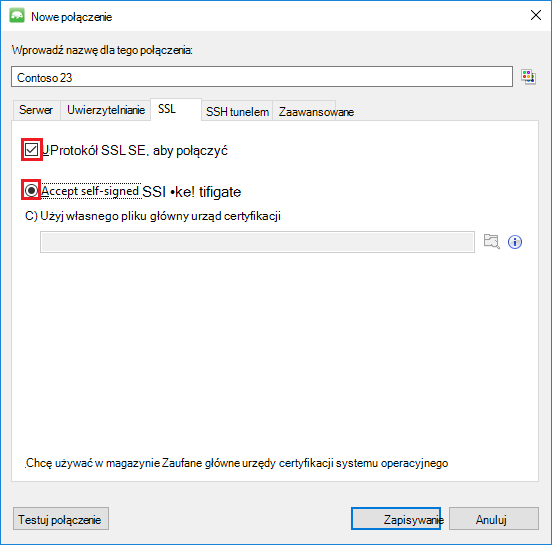 Nowe połączenie
Wprowadź nazwę dla tego połączenia:
Contoso 23
Serwer Uwierzytelnianie SSL SSH tunelem Zaawansowane
UProtokół SSL SE, aby połączyć
Accept self-signed SSI •ke! tifigate
C) Użyj własnego pliku główny urząd certyfikacji
.Chcę używać w magazynie Zaufane główne urzędy certyfikacji systemu operacyjnego
Testuj połączenie Zapisywanie Anuluj